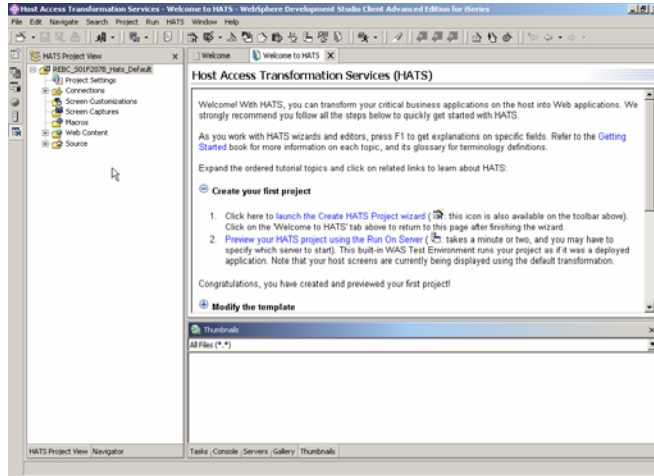 Host Access Transformation Services - Welcome to HATS - WebSphere Development Studio Client Advanced Edition for iSeries
File Edit Navigate Search Project Run HATS Window Help
HATS Project View
Welcome
Welcome to HATS
REBC_S01F207B_Hats_Default
Project Settings
Connections
Screen Customizations
Screen Captures
Macros
Web Content
Source
Host Access Transformation Services (HATS)
Welcome! With HATS, you can transform your critical business applications on the host into Web applications. We
strongly recommend you follow all the steps below to quickly get started with HATS.
As you work with HATS wizards and editors, press F1 to get explanations on specific fields. Refer to the Getting
Started book for more information on each topic, and its glossary for terminology definitions.
Expand the ordered tutorial topics and click on related links to learn about HATS:
Create your first project
1. Click here to launch the Create HATS Project wizard ( : this icon is also available on the toolbar above).
Click on the 'Welcome to HATS' tab above to return to this page after finishing the wizard.
2. Preview your HATS project using the Run On Server ( : takes a minute or two, and you may have to
specify which server to start). This built-in WAS Test Environment runs your project as if it was a deployed
application. Note that your host screens are currently being displayed using the default transformation.
Congratulations, you have created and previewed your first project!
Modify the template
Thumbnails
All Files (*.*)
HATS Project View Navigator
Tasks Console Servers Gallery Thumbnails